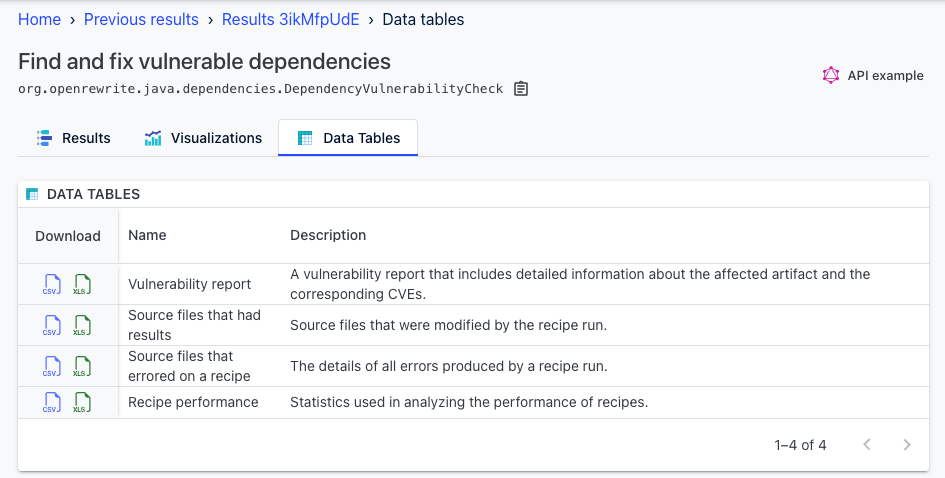 Home › Previous results › Results 3ikMfpUdE › Data tables
Find and fix vulnerable dependencies
org.openrewrite.java.dependencies.DependencyVulnerabilityCheck
API example
Results Visualizations Data Tables
DATA TABLES
Download Name Description
CSV XLS Vulnerability report A vulnerability report that includes detailed information about the affected artifact and the
corresponding CVEs.
Source files that had
results
CSV XLS Source files that were modified by the recipe run.
Source files that
errored on a recipe
CSV XLS The details of all errors produced by a recipe run.
CSV XLS Recipe performance Statistics used in analyzing the performance of recipes.
1–4 of 4